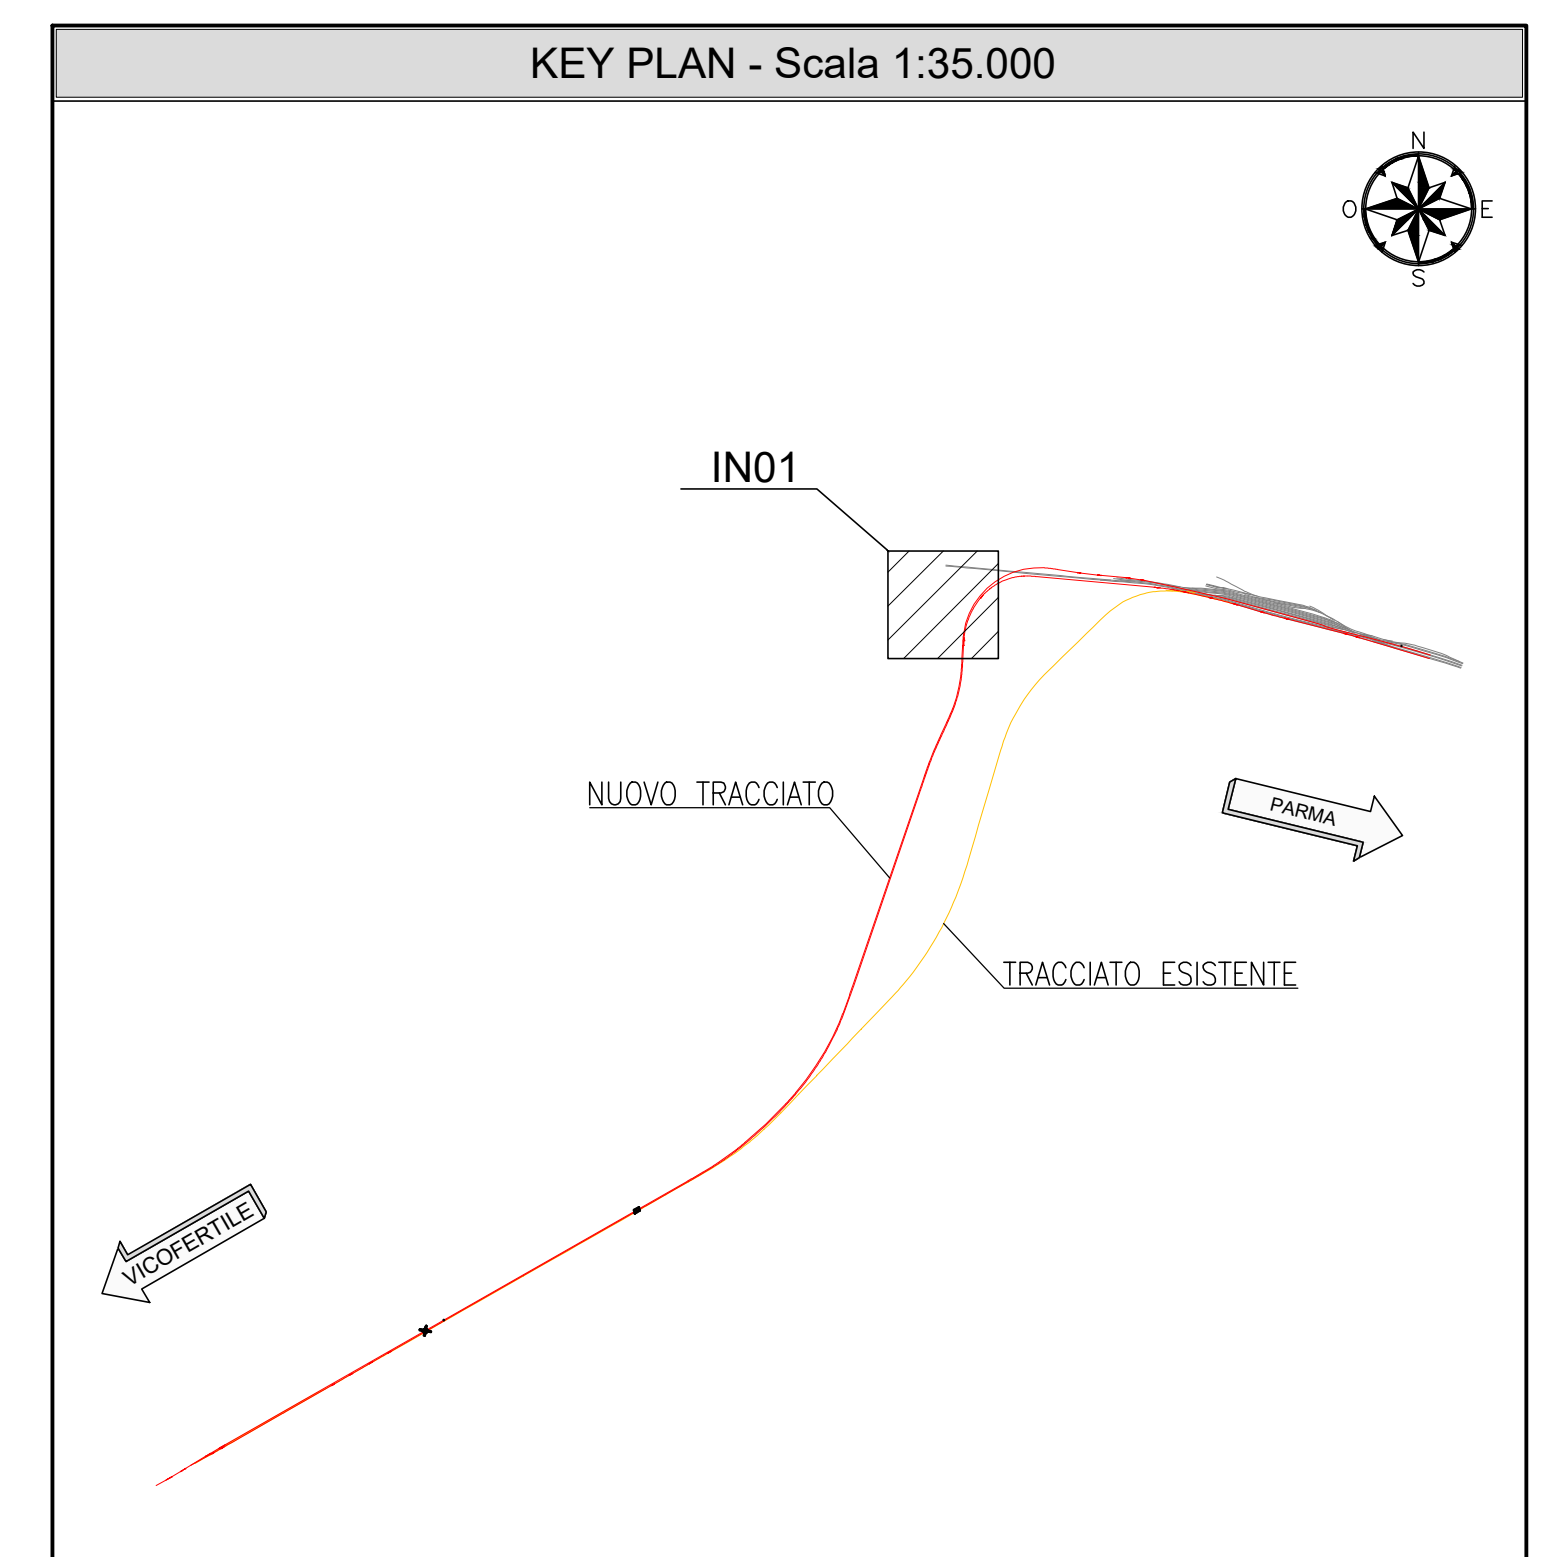 KEY PLAN - Scala 1:35.000
N
O
E
S
IN01
NUOVO TRACCIATO
PARMA
TRACCIATO ESISTENTE
VICOFERTILE